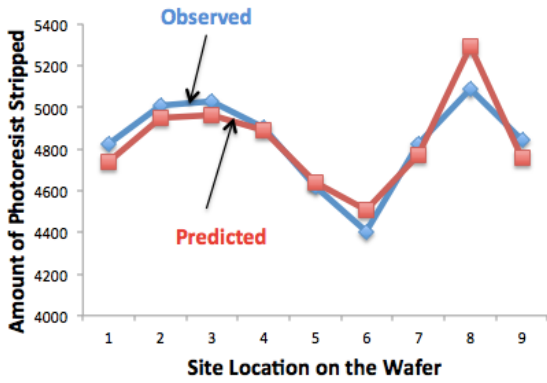 Amount of Photoresist Stripped
5400
5200
5000
4800
4600
4400
4200
4000
Observed
Predicted
1 2 3 4 5 6 7 8 9
Site Location on the Wafer